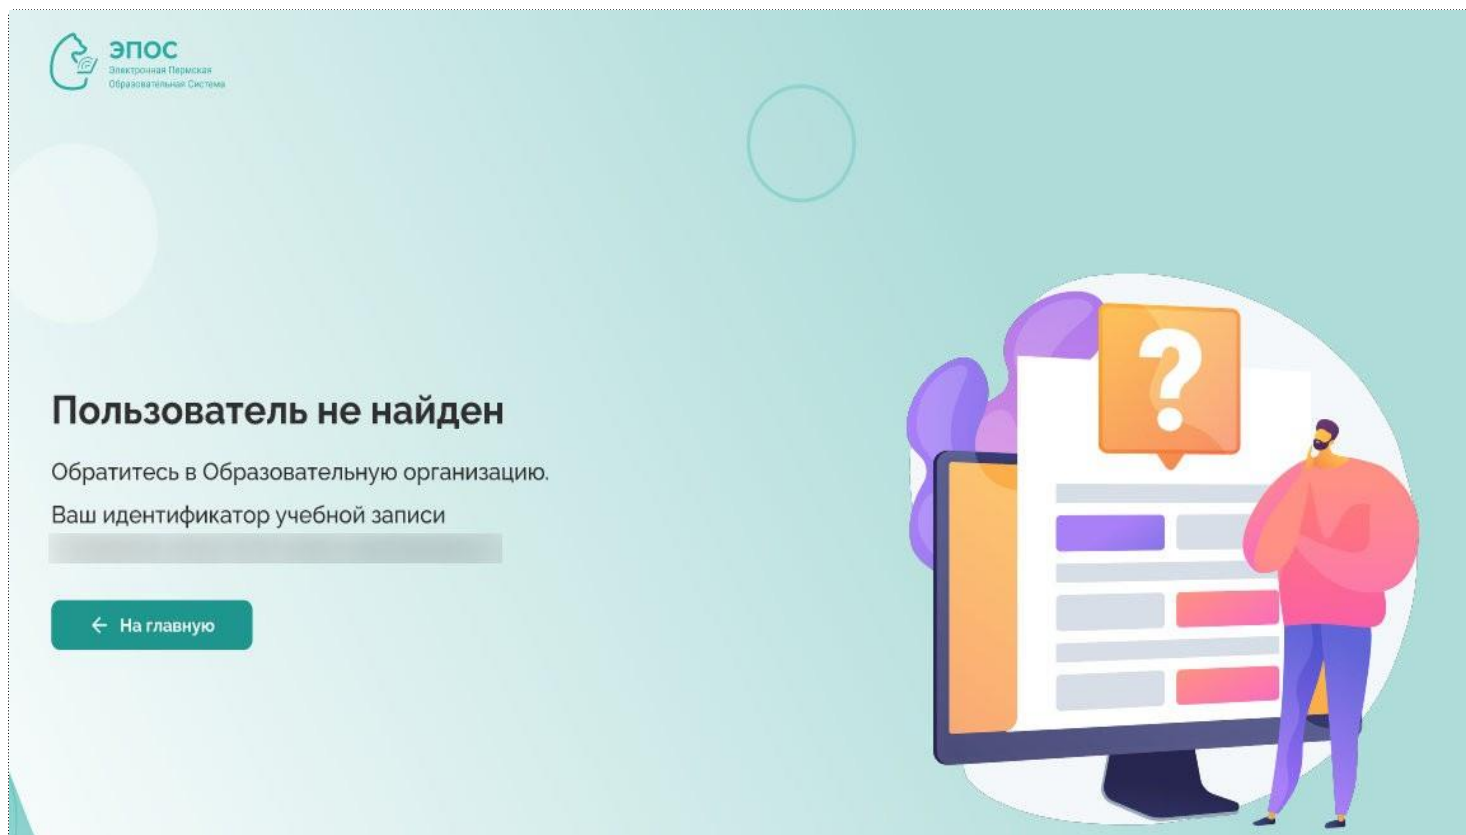 ЭПОС
Электронная Пермская
Образовательная Система
?
Пользователь не найден
Обратитесь в Образовательную организацию.
Ваш идентификатор учебной записи
← На главную